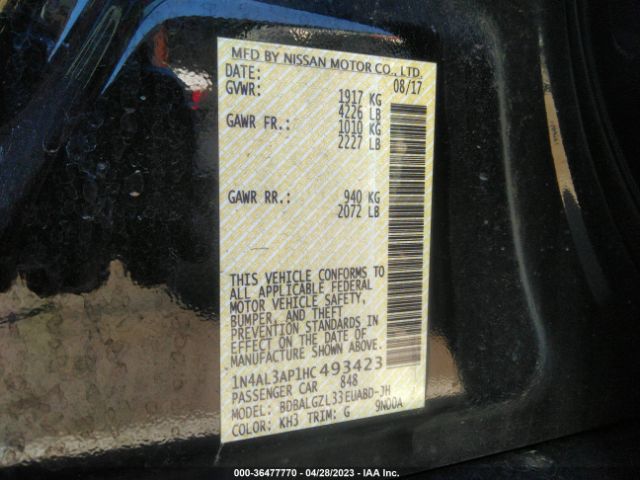 MFD BY NISSAN MOTOR CO., LTD.
DATE: 08/17
GVWR: 1917 KG
4226 LB
GAWR FR.: 1010 KG
2227 LB
GAWR RR.: 940 KG
2072 LB
THIS VEHICLE CONFORMS TO
ALL APPLICABLE FEDERAL
MOTOR VEHICLE SAFETY,
BUMPER, AND THEFT
PREVENTION STANDARDS IN
EFFECT ON THE DATE OF
MANUFACTURE SHOWN ABOVE.
1N4AL3AP1HC493423
PASSENGER CAR 848
MODEL: BDBALGZL33EUABD-JH
COLOR: KH3 TRIM: G 9N00A
000-36477770 - 04/28/2023 - IAA Inc.